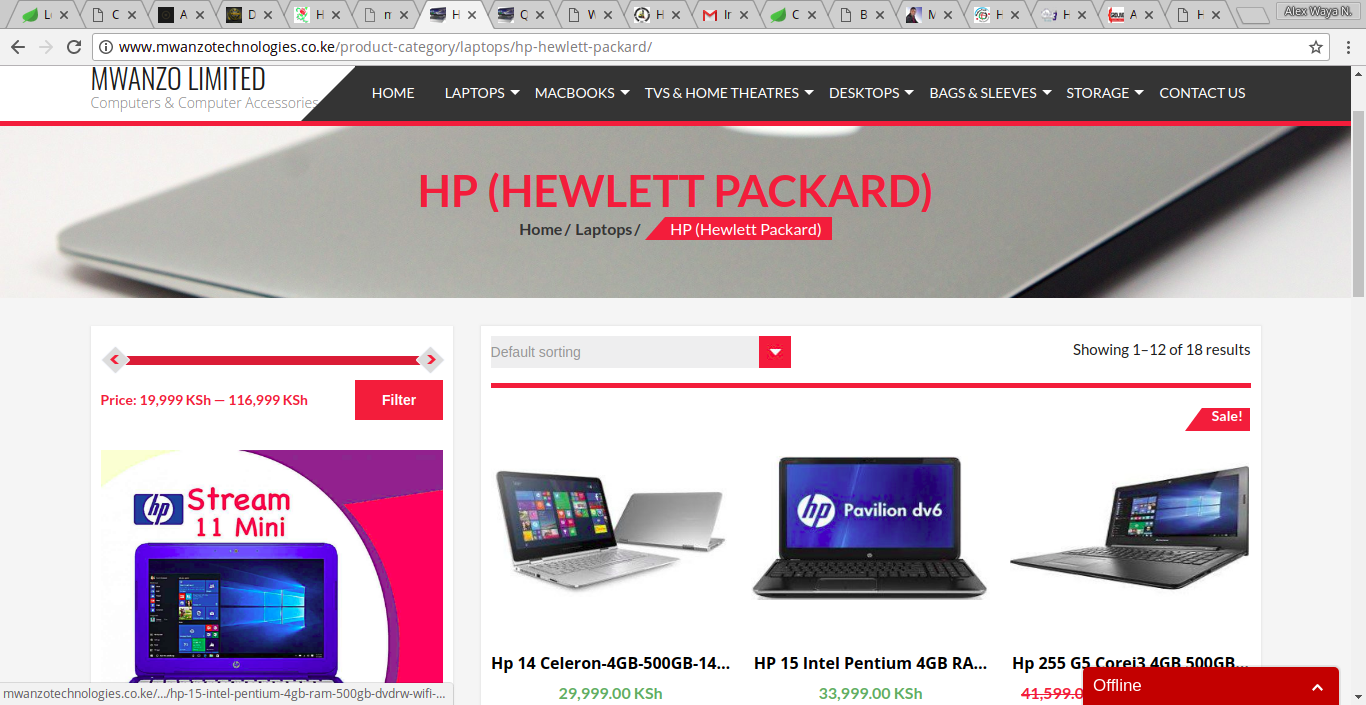 Alex Waya N.
www.mwanzotechnologies.co.ke/product-category/laptops/hp-hewlett-packard/
MWANZO LIMITED
Computers & Computer Accessories
HOME LAPTOPS MACBOOKS TVS & HOME THEATRES DESKTOPS BAGS & SLEEVES STORAGE CONTACT US
HP (HEWLETT PACKARD)
Home / Laptops / HP (Hewlett Packard)
Default sorting
Showing 1–12 of 18 results
Price: 19,999 KSh — 116,999 KSh
Filter
Sale!
hp Stream
11 Mini
hp Pavilion dv6
Hp 14 Celeron-4GB-500GB-14...
HP 15 Intel Pentium 4GB RA...
Hp 255 G5 Corei3 4GB 500GB...
29,999.00 KSh
33,999.00 KSh
41,599.0
Offline
mwanzotechnologies.co.ke/.../hp-15-intel-pentium-4gb-ram-500gb-dvdrw-wifi-...